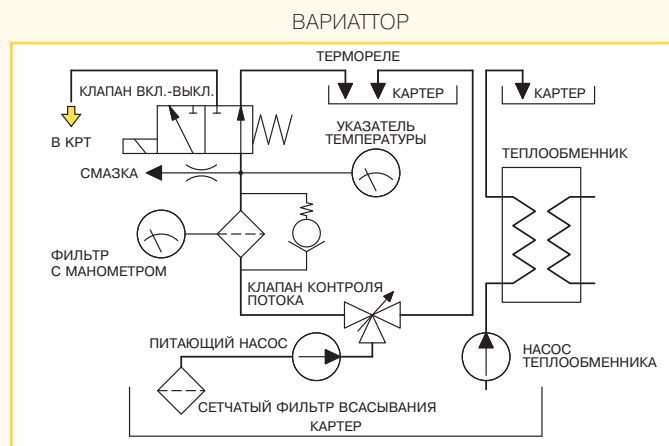 ВАРИАТТОР
ТЕРМОРЕЛЕ
КЛАПАН ВКЛ.-ВЫКЛ.
КАРТЕР
КАРТЕР
В КРТ
УКАЗАТЕЛЬ
ТЕМПЕРАТУРЫ
ТЕПЛООБМЕННИК
СМАЗКА
ФИЛЬТР
С МАНОМЕТРОМ
КЛАПАН КОНТРОЛЯ
ПОТОКА
ПИТАЮЩИЙ НАСОС
НАСОС
ТЕПЛООБМЕННИКА
СЕТЧАТЫЙ ФИЛЬТР ВСАСЫВАНИЯ
КАРТЕР